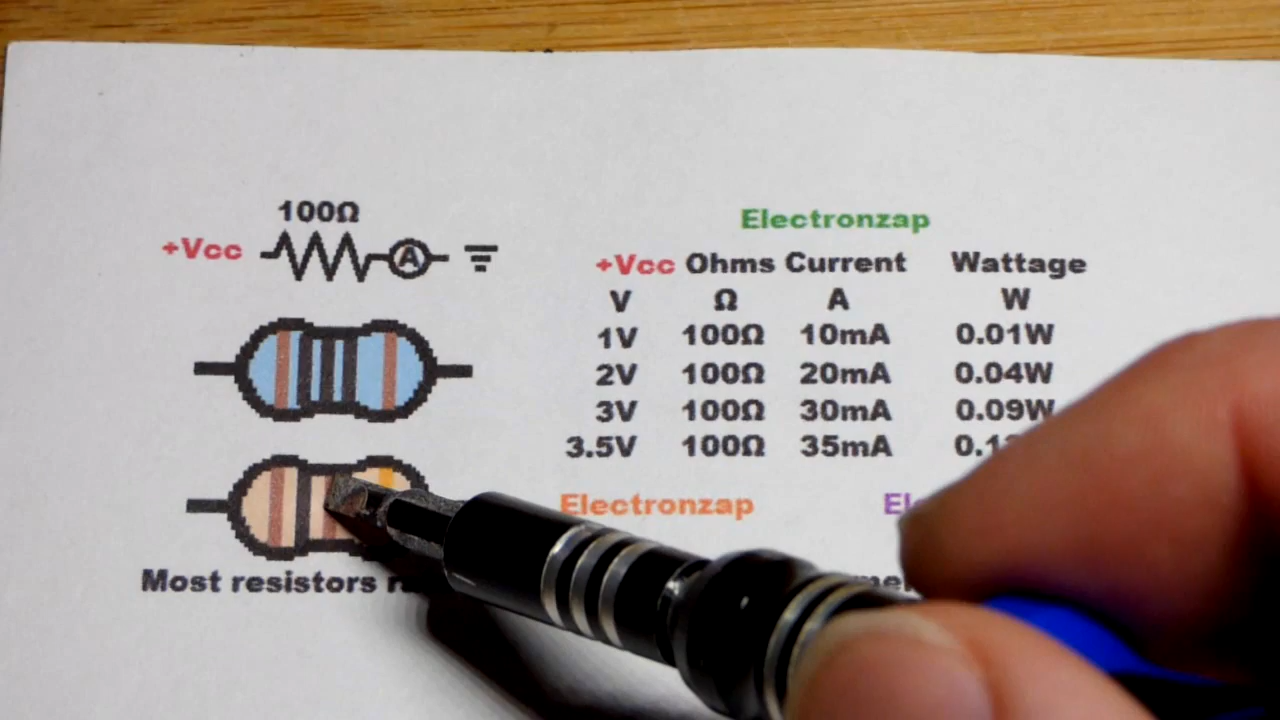 100Ω
+Vcc A
Electronzap
+Vcc Ohms Current Wattage
V Ω A W
1V 100Ω 10mA 0.01W
2V 100Ω 20mA 0.04W
3V 100Ω 30mA 0.09W
3.5V 100Ω 35mA
Electronzap
Most resistors